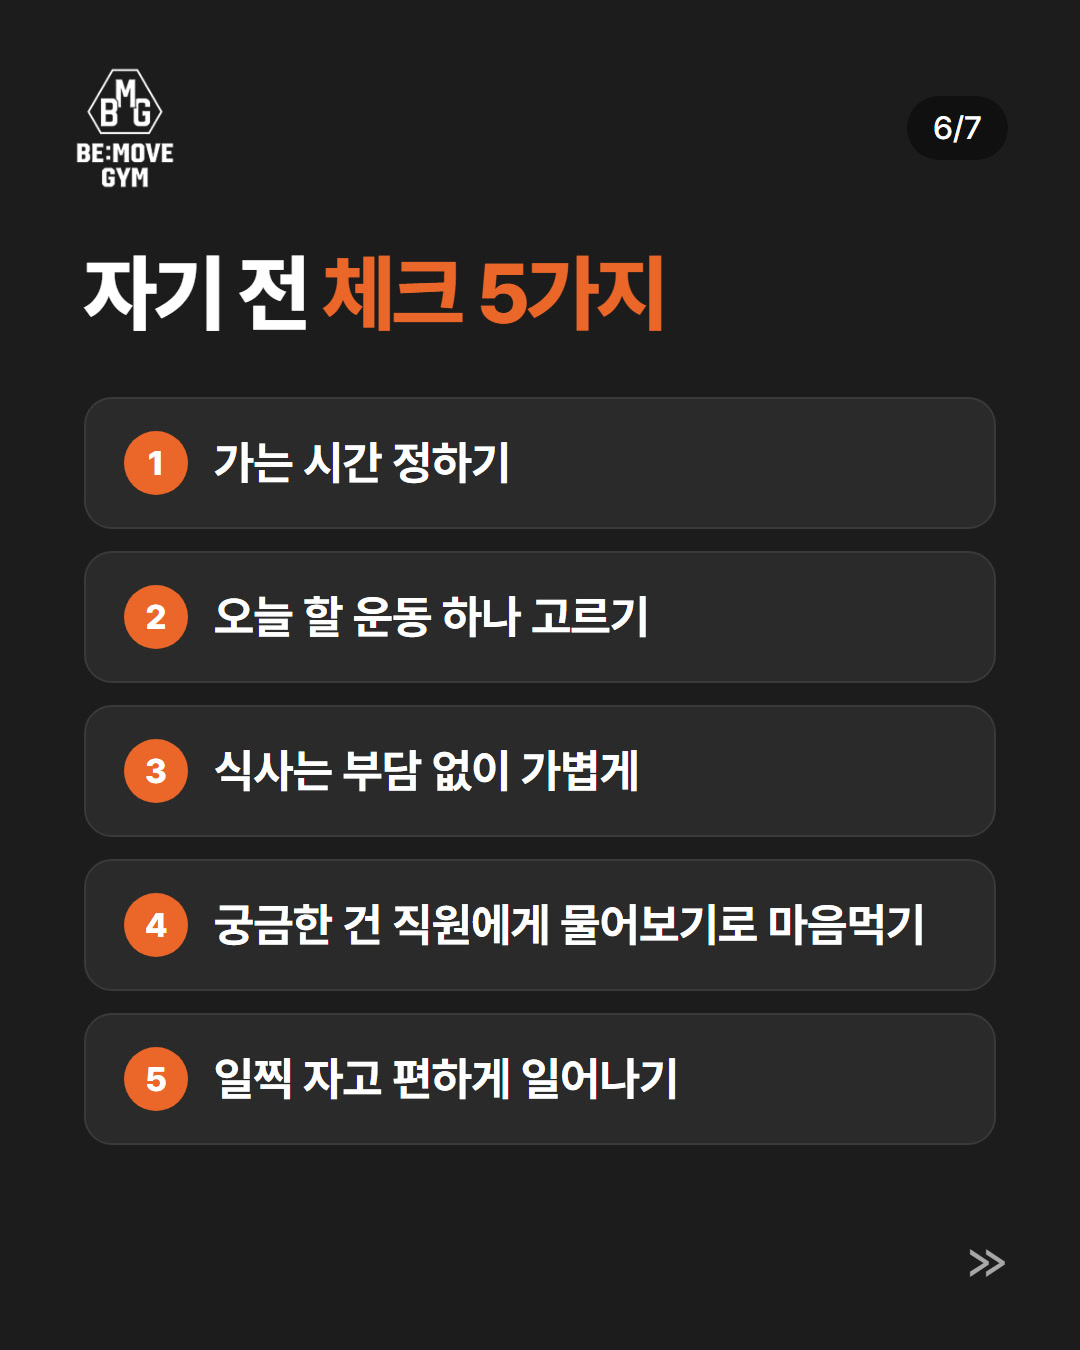 BMG
BE:MOVE
GYM
6/7
자기 전 체크 5가지
1 가는 시간 정하기
2 오늘 할 운동 하나 고르기
3 식사는 부담 없이 가볍게
4 궁금한 건 직원에게 물어보기로 마음먹기
5 일찍 자고 편하게 일어나기